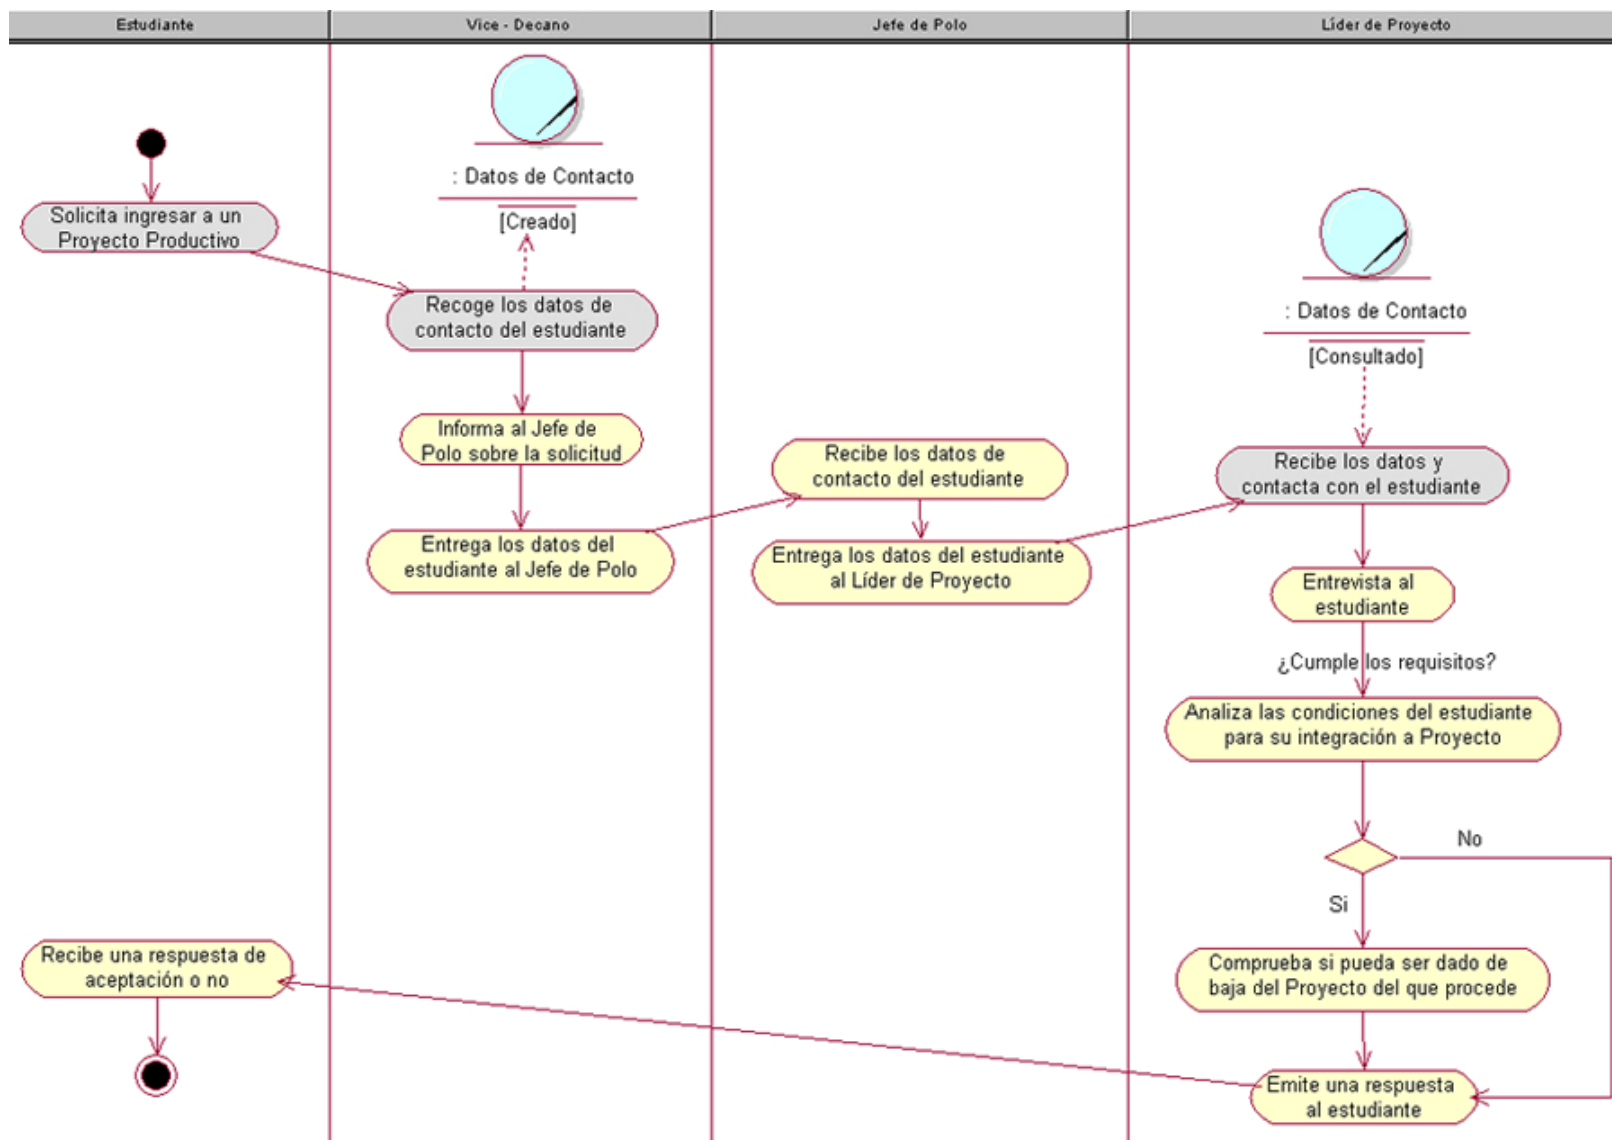 Estudiante
Vice - Decano
Jefe de Polo
Líder de Proyecto
: Datos de Contacto
[Creado]
Solicita ingresar a un
Proyecto Productivo
Recoge los datos de
contacto del estudiante
: Datos de Contacto
[Consultado]
Informa al Jefe de
Polo sobre la solicitud
Entrega los datos del
estudiante al Jefe de Polo
Recibe los datos de
contacto del estudiante
Entrega los datos del estudiante
al Líder de Proyecto
Recibe los datos y
contacta con el estudiante
Entrevista al
estudiante
¿Cumple los requisitos?
Analiza las condiciones del estudiante
para su integración a Proyecto
No
Si
Comprueba si pueda ser dado de
baja del Proyecto del que procede
Emite una respuesta
al estudiante
Recibe una respuesta de
aceptación o no